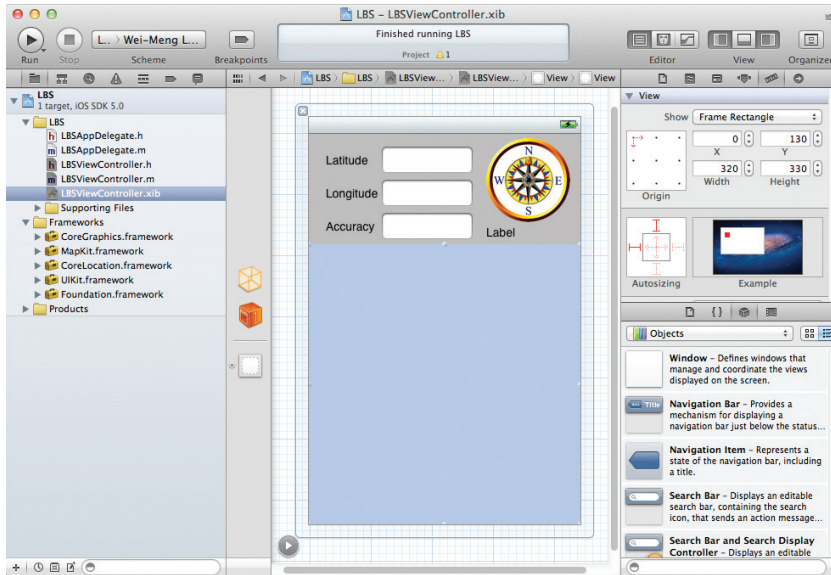 LBS – LBSViewController.xib
L... 〉 Wei-Meng L...
Finished running LBS
Project 1
Run
Stop
Scheme
Breakpoints
Editor
View
Organizer
LBS 〉 LBS 〉 LBSView... 〉 LBSView... 〉 View 〉 View
LBS
1 target, iOS SDK 5.0
LBS
LBSAppDelegate.h
LBSAppDelegate.m
LBSViewController.h
LBSViewController.m
LBSViewController.xib
Supporting Files
Frameworks
CoreGraphics.framework
MapKit.framework
CoreLocation.framework
UIKit.framework
Foundation.framework
Products
Latitude
Longitude
Accuracy
N
W
E
S
Label
View
Show Frame Rectangle
0 130
X Y
320 330
Width Height
Origin
Autosizing
Example
Objects
Window – Defines windows that
manage and coordinate the views
displayed on the screen.
Title
Navigation Bar – Provides a
mechanism for displaying a
navigation bar just below the status...
Navigation Item – Represents a
state of the navigation bar, including
a title.
Search Bar – Displays an editable
search bar, containing the search
icon, that sends an action message...
Search Bar and Search Display
Controller – Displays an editable